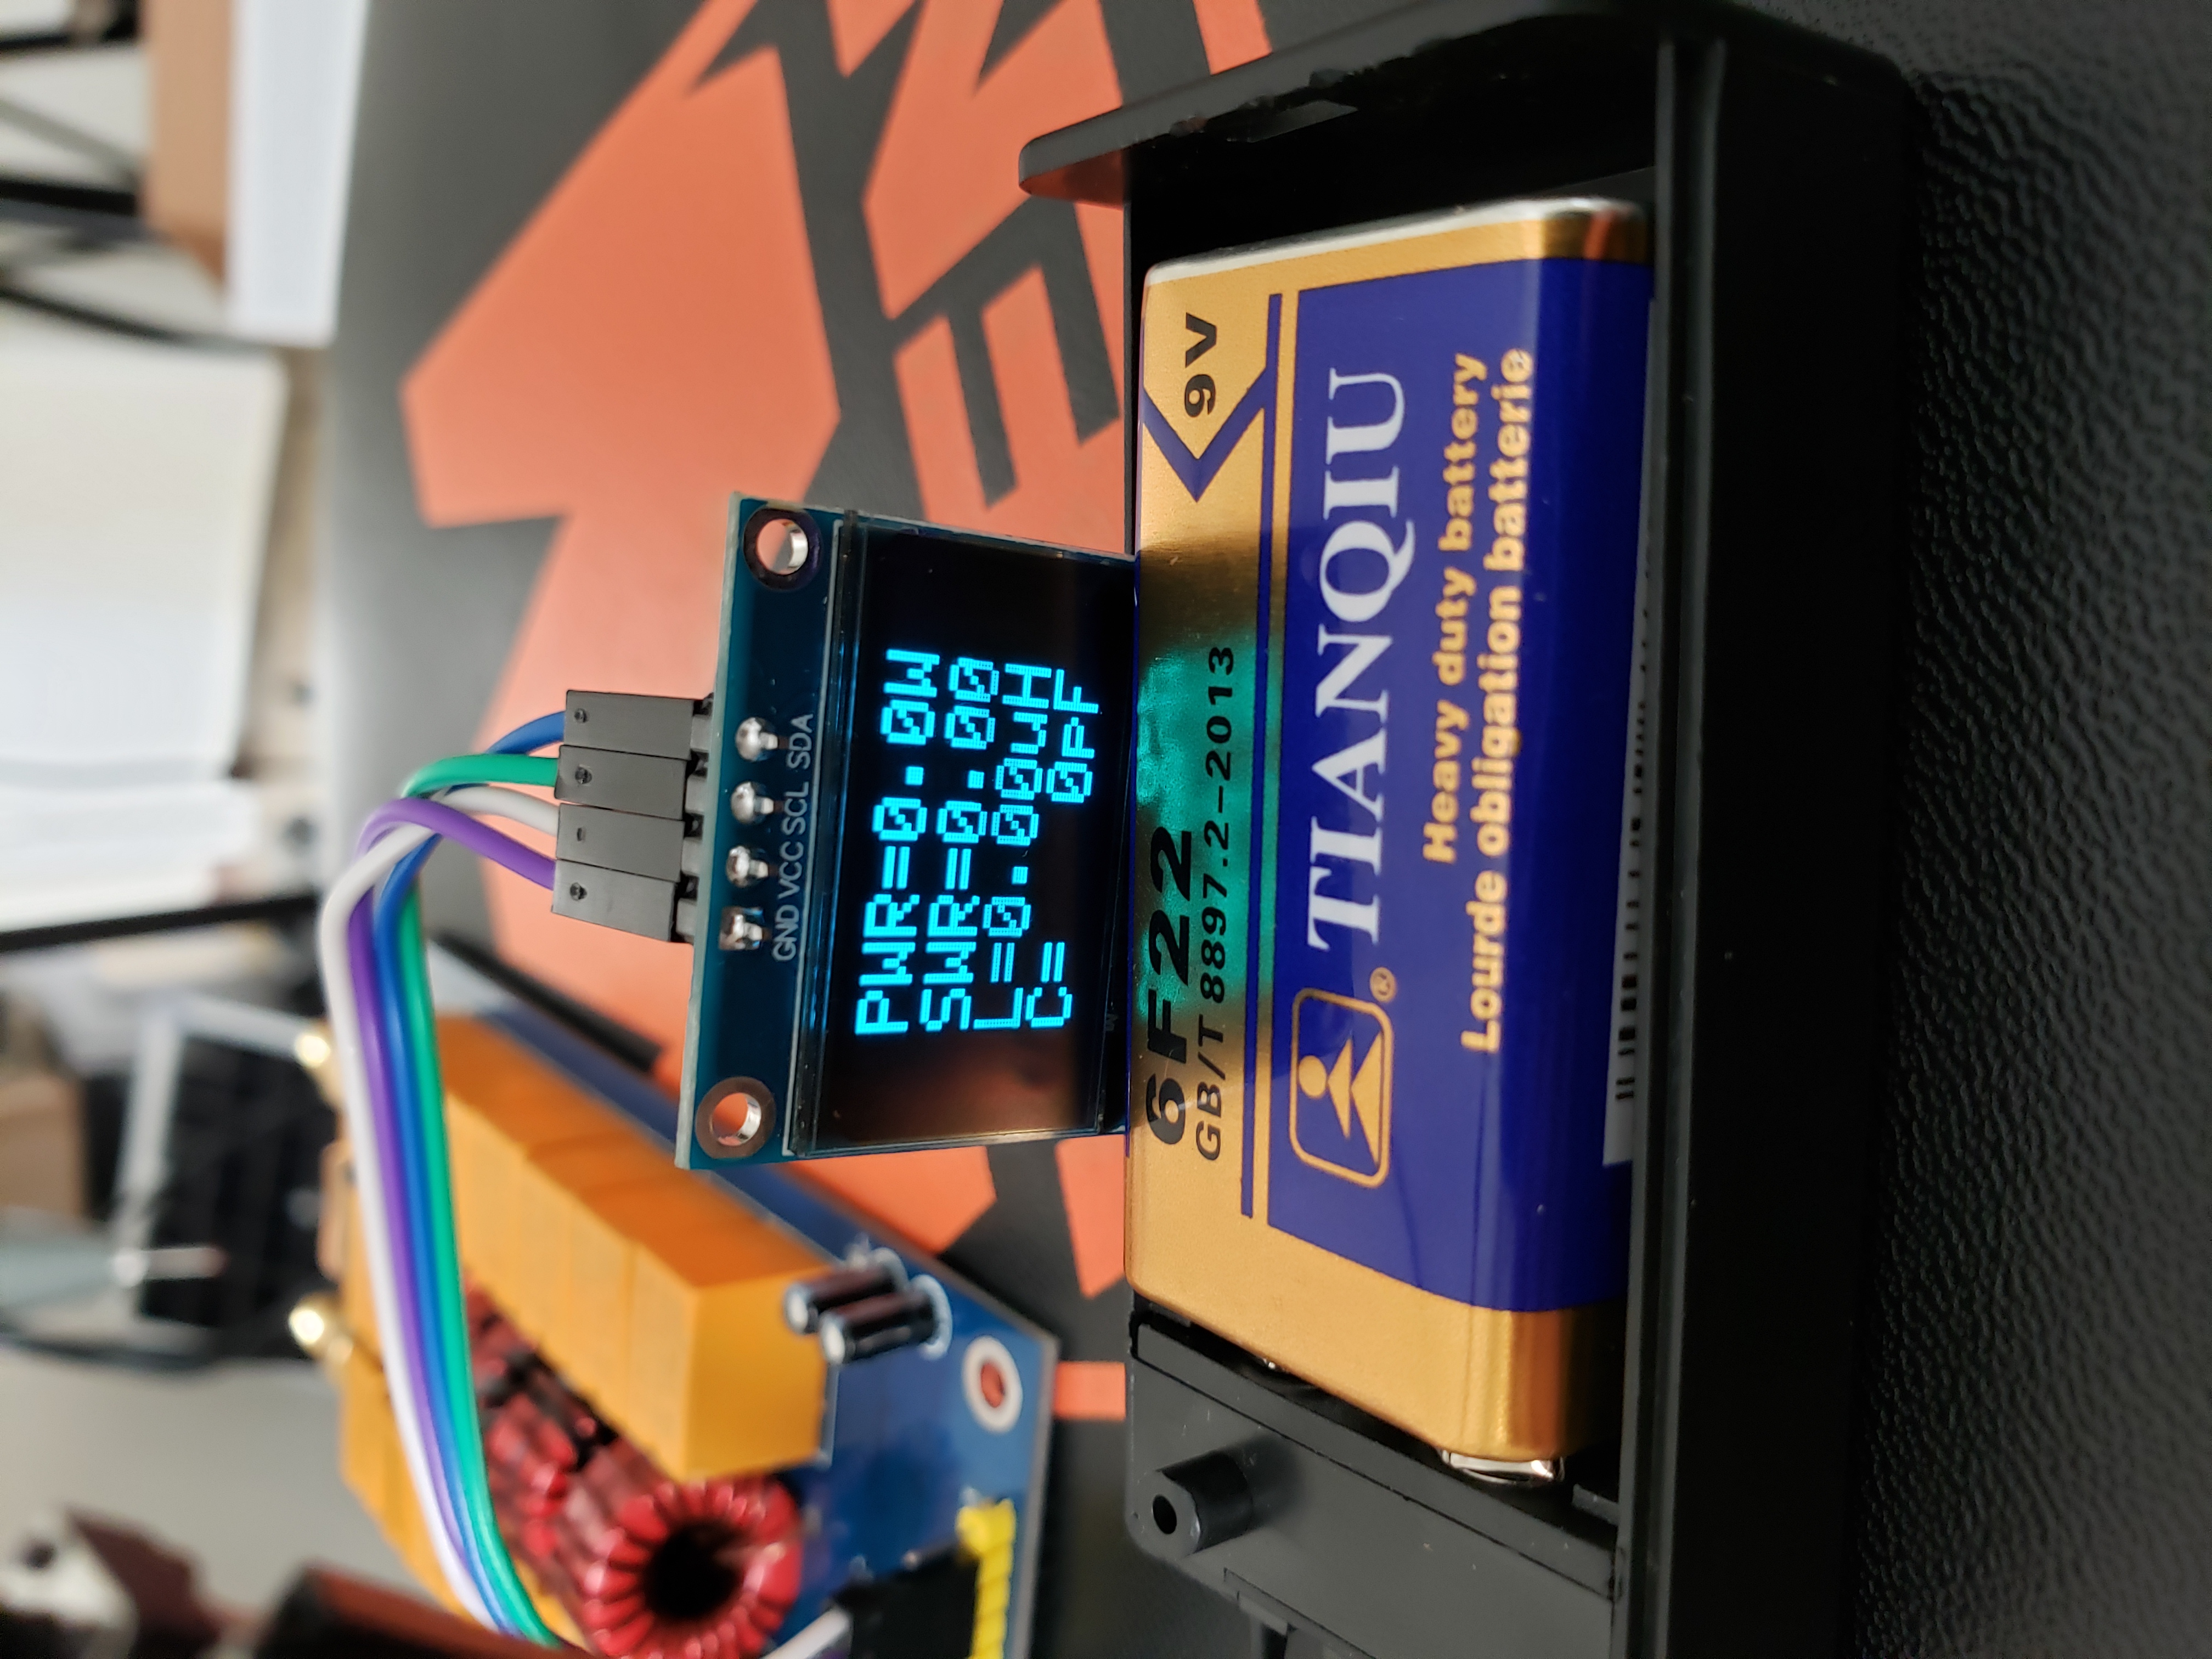 GND VCC SCL SDA
PWR=0.0W
SWR=0.00
L=0.00uH
C= 0pF
6F22
GB/T 8897.2-2013
9V
® TIANQIU
Heavy duty battery
Lourde obligation batterie